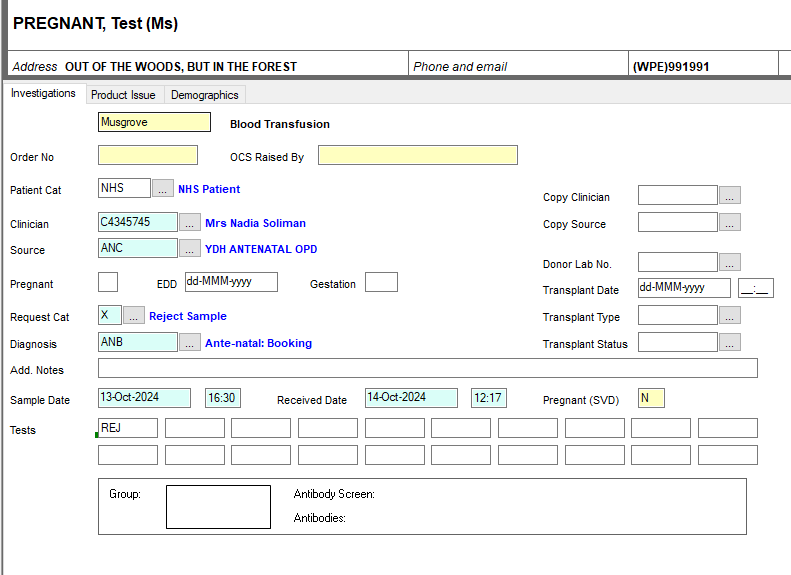 PREGNANT, Test (Ms)
Address OUT OF THE WOODS, BUT IN THE FOREST Phone and email (WPE)991991
Investigations Product Issue Demographics
Musgrove Blood Transfusion
Order No OCS Raised By
Patient Cat NHS ... NHS Patient
Copy Clinician ...
Clinician C4345745 ... Mrs Nadia Soliman
Copy Source ...
Source ANC ... YDH ANTENATAL OPD
Donor Lab No. ...
Pregnant EDD dd-MMM-yyyy Gestation
Transplant Date dd-MMM-yyyy __:__
Request Cat X ... Reject Sample
Transplant Type ...
Diagnosis ANB ... Ante-natal: Booking
Transplant Status ...
Add. Notes
Sample Date 13-Oct-2024 16:30 Received Date 14-Oct-2024 12:17 Pregnant (SVD) N
Tests REJ
Group: Antibody Screen:
Antibodies: